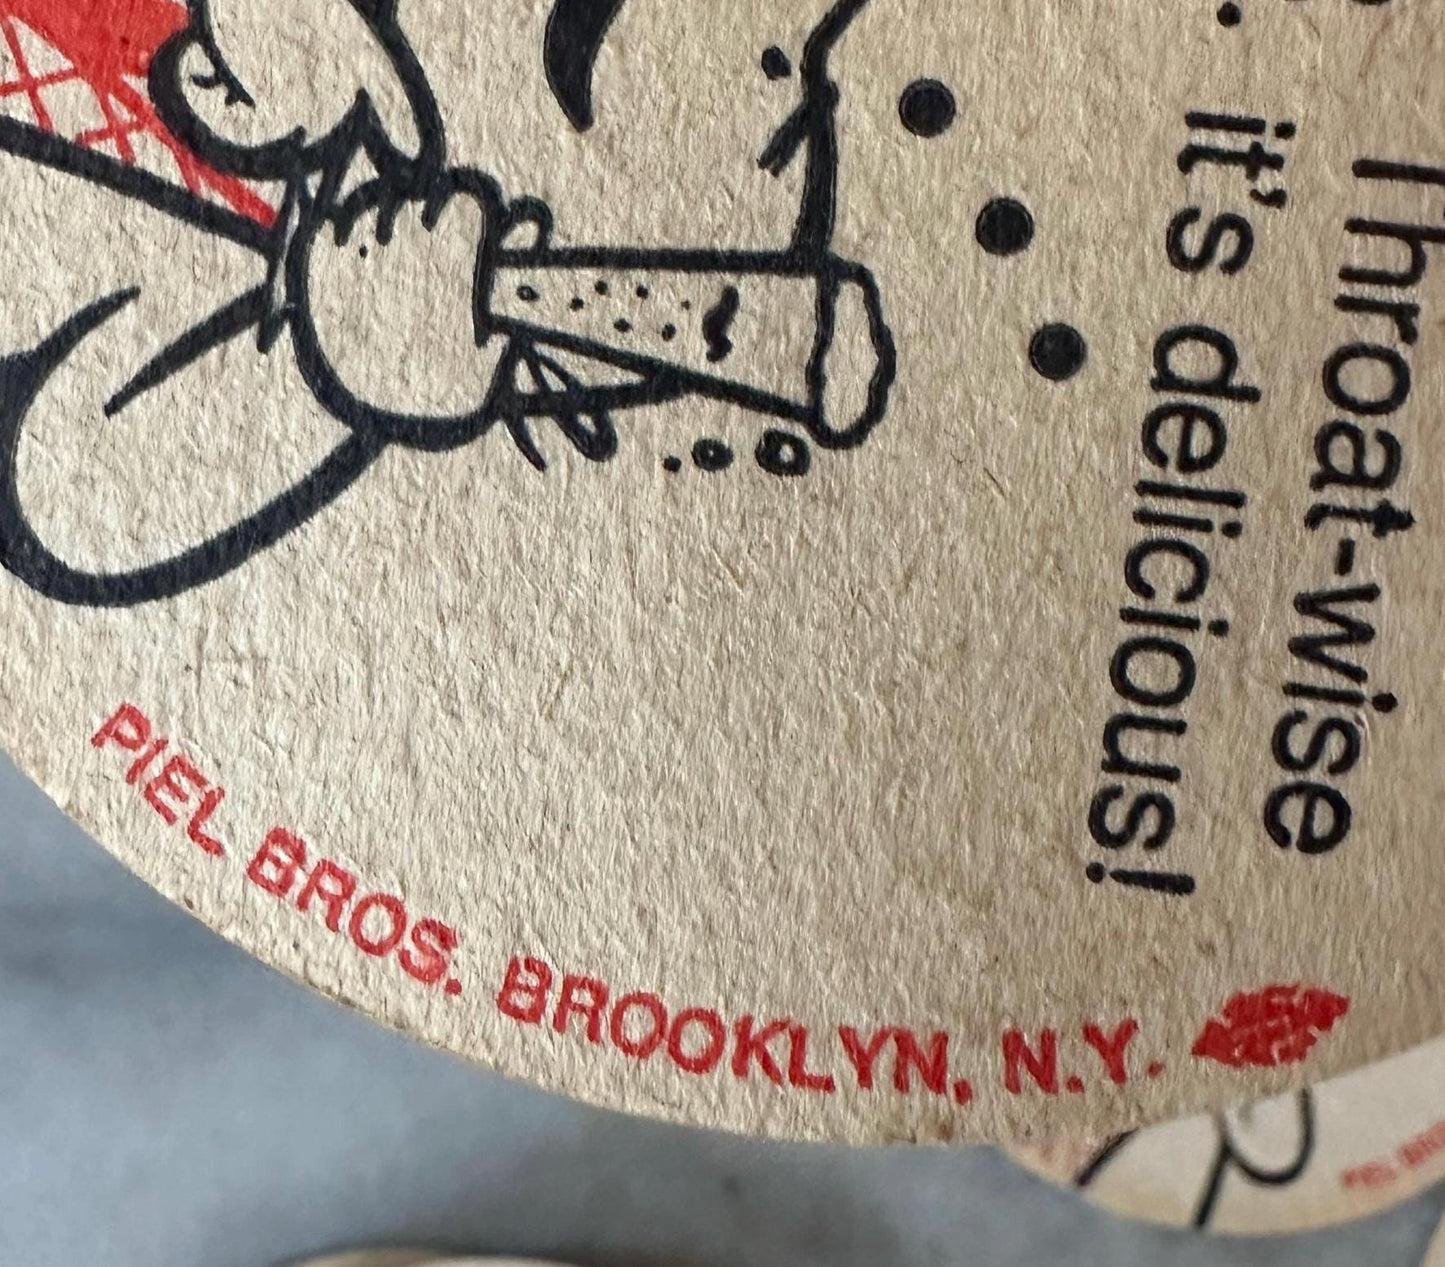 Throat-wise
it's delicious!
PIEL BROS. BROOKLYN, N.Y.